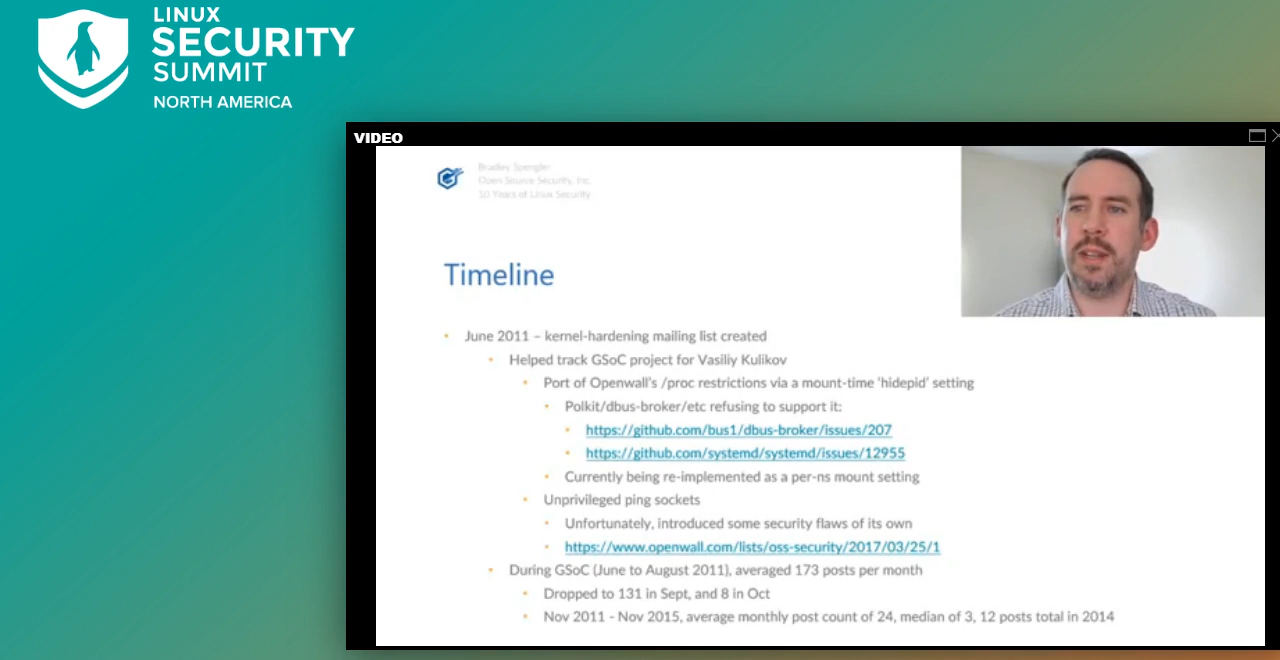 LINUX
SECURITY
SUMMIT
NORTH AMERICA
VIDEO
Bradley Spengler
Open Source Security, Inc.
10 Years of Linux Security
Timeline
June 2011 – kernel-hardening mailing list created
Helped track GSoC project for Vasiliy Kulikov
Port of Openwall's /proc restrictions via a mount-time 'hidepid' setting
Polkit/dbus-broker/etc refusing to support it:
https://github.com/bus1/dbus-broker/issues/207
https://github.com/systemd/systemd/issues/12955
Currently being re-implemented as a per-ns mount setting
Unprivileged ping sockets
Unfortunately, introduced some security flaws of its own
https://www.openwall.com/lists/oss-security/2017/03/25/1
During GSoC (June to August 2011), averaged 173 posts per month
Dropped to 131 in Sept, and 8 in Oct
Nov 2011 - Nov 2015, average monthly post count of 24, median of 3, 12 posts total in 2014